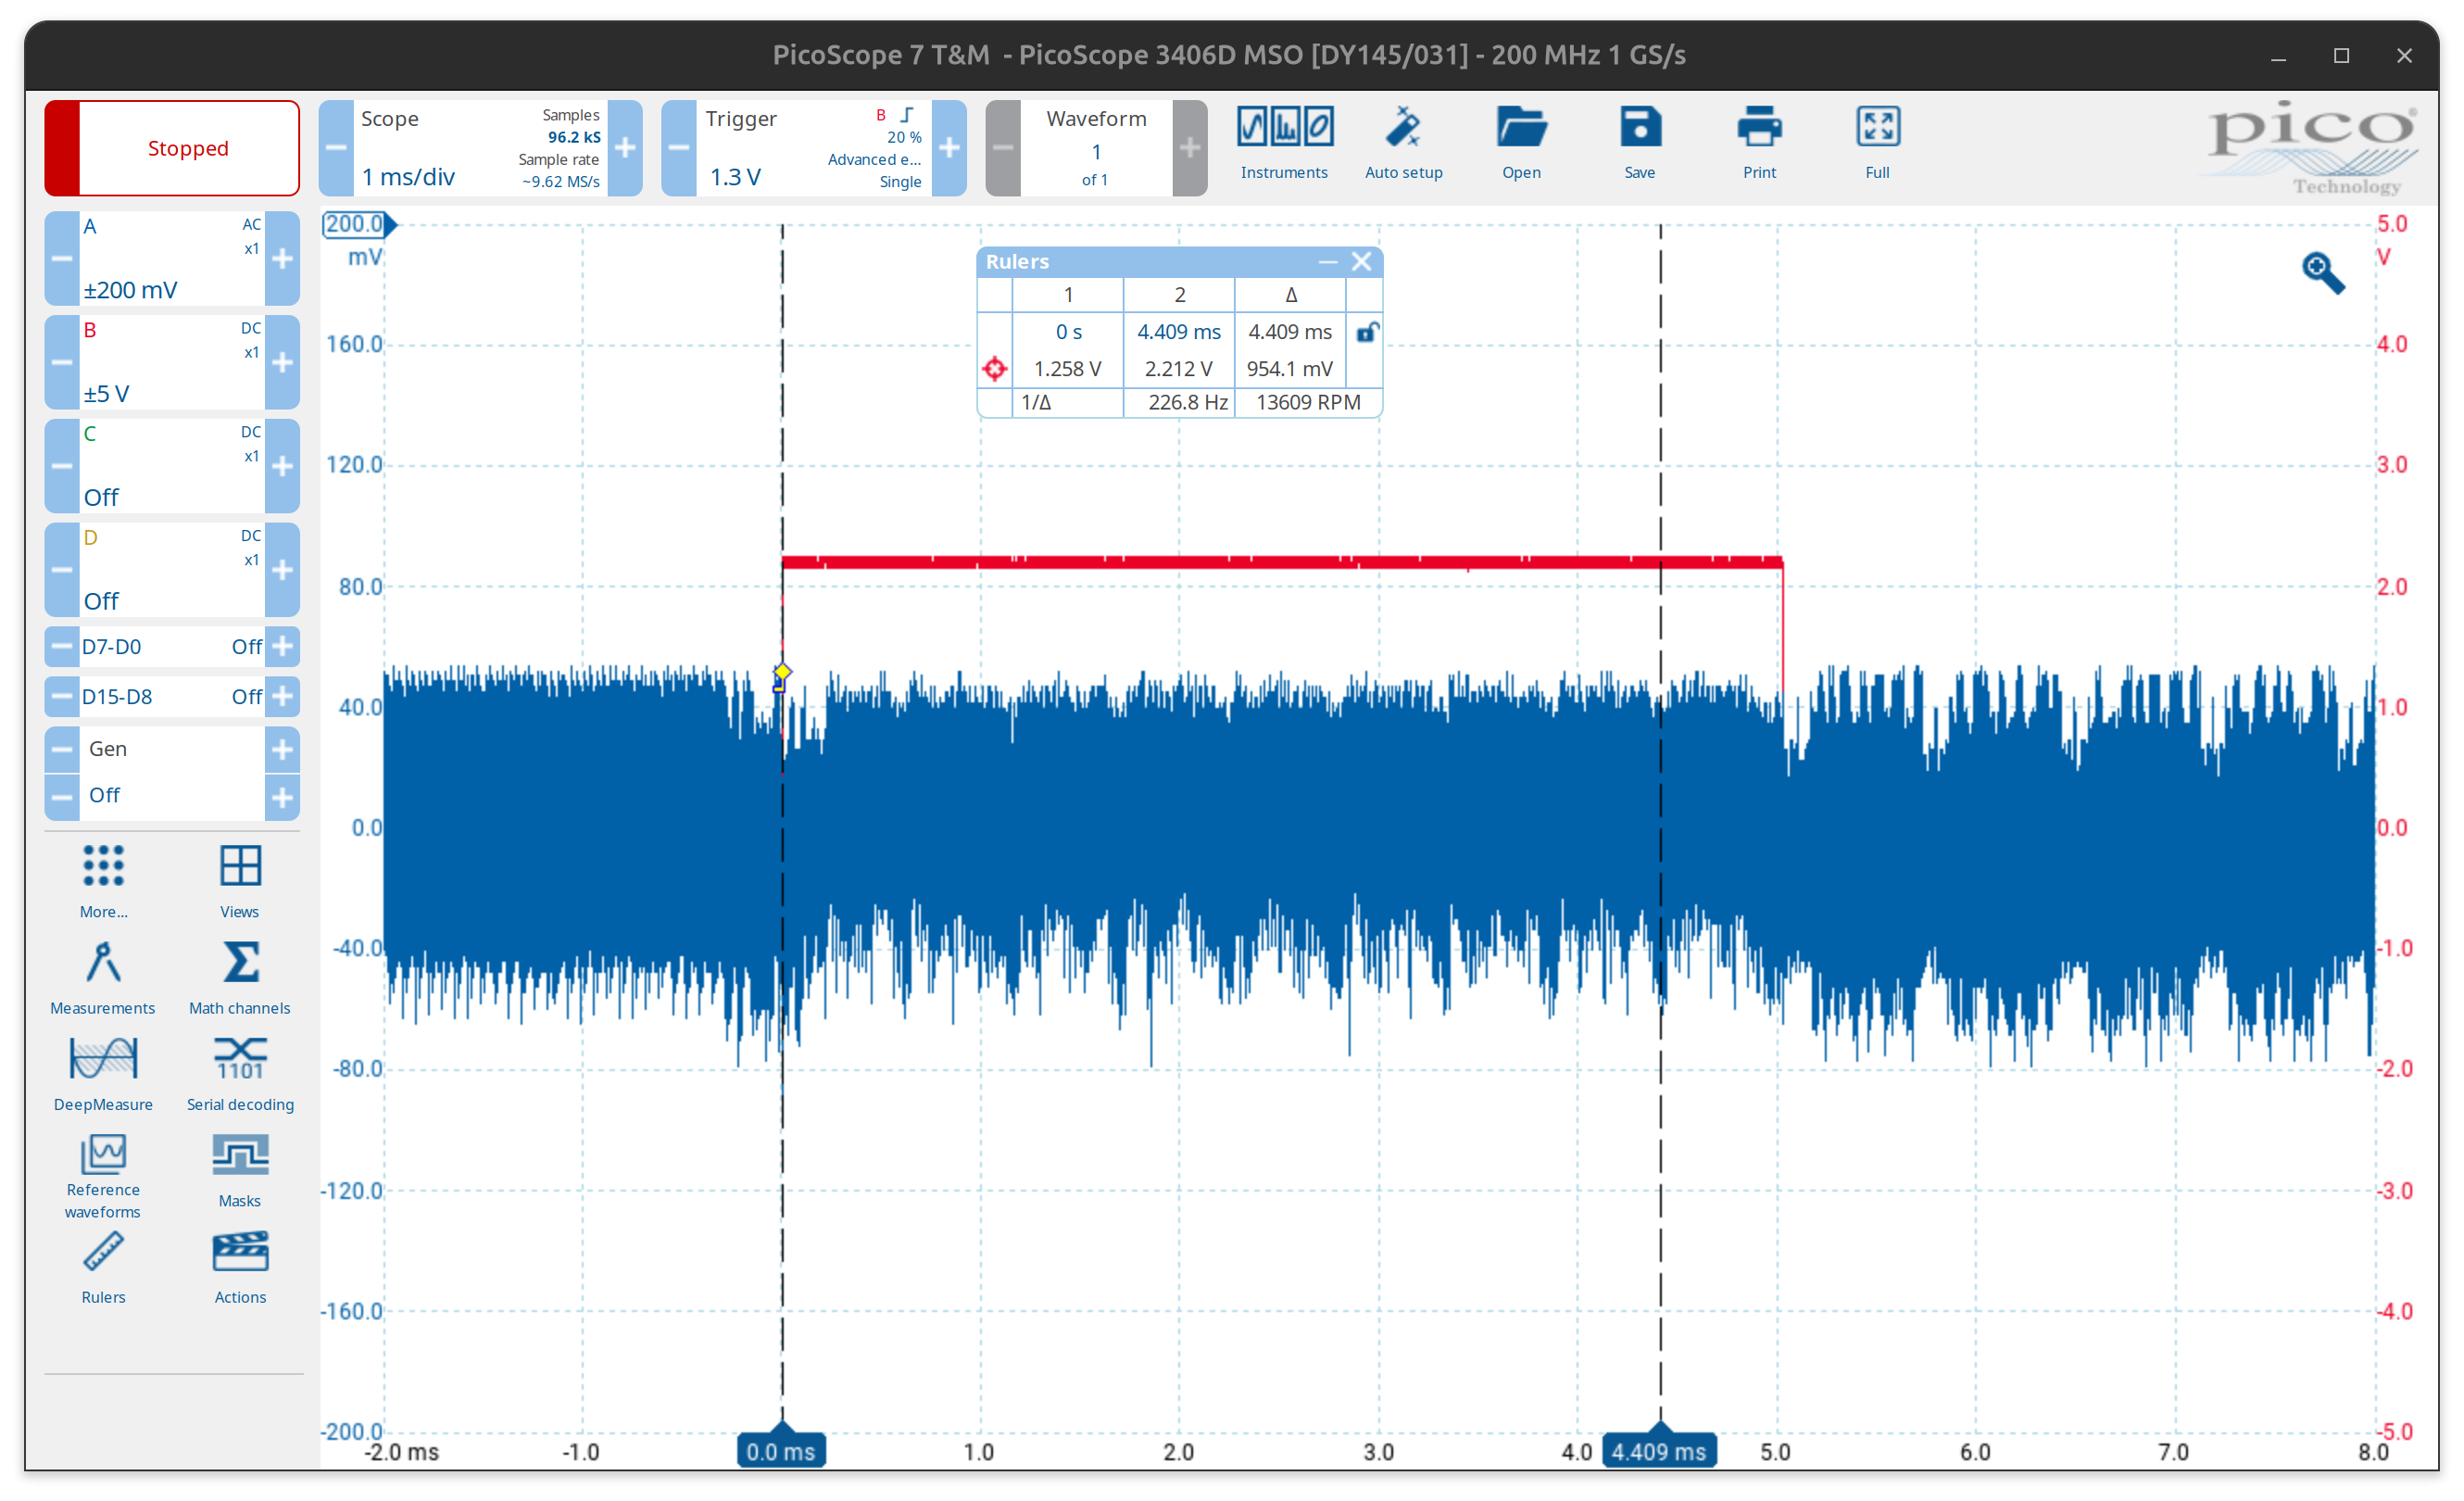 PicoScope 7 T&M - PicoScope 3406D MSO [DY145/031] - 200 MHz 1 GS/s
Stopped
Scope
1 ms/div
Samples
96.2 kS
Sample rate
~9.62 MS/s
Trigger
1.3 V
B
20 %
Advanced e...
Single
Waveform
1
of 1
Instruments
Auto setup
Open
Save
Print
Full
pico
Technology
A
AC
x1
±200 mV
B
DC
x1
±5 V
C
DC
x1
Off
D
DC
x1
Off
D7-D0 Off
D15-D8 Off
Gen
Off
More...
Views
Measurements
Math channels
1101
DeepMeasure
Serial decoding
Reference waveforms
Masks
Rulers
Actions
200.0
mV
160.0
120.0
80.0
40.0
0.0
-40.0
-80.0
-120.0
-160.0
-200.0
Rulers
1 2 Δ
0 s 4.409 ms 4.409 ms
1.258 V 2.212 V 954.1 mV
1/Δ 226.8 Hz 13609 RPM
5.0
V
4.0
3.0
2.0
1.0
0.0
-1.0
-2.0
-3.0
-4.0
-5.0
-2.0 ms -1.0 0.0 ms 1.0 2.0 3.0 4.0 4.409 ms 5.0 6.0 7.0 8.0